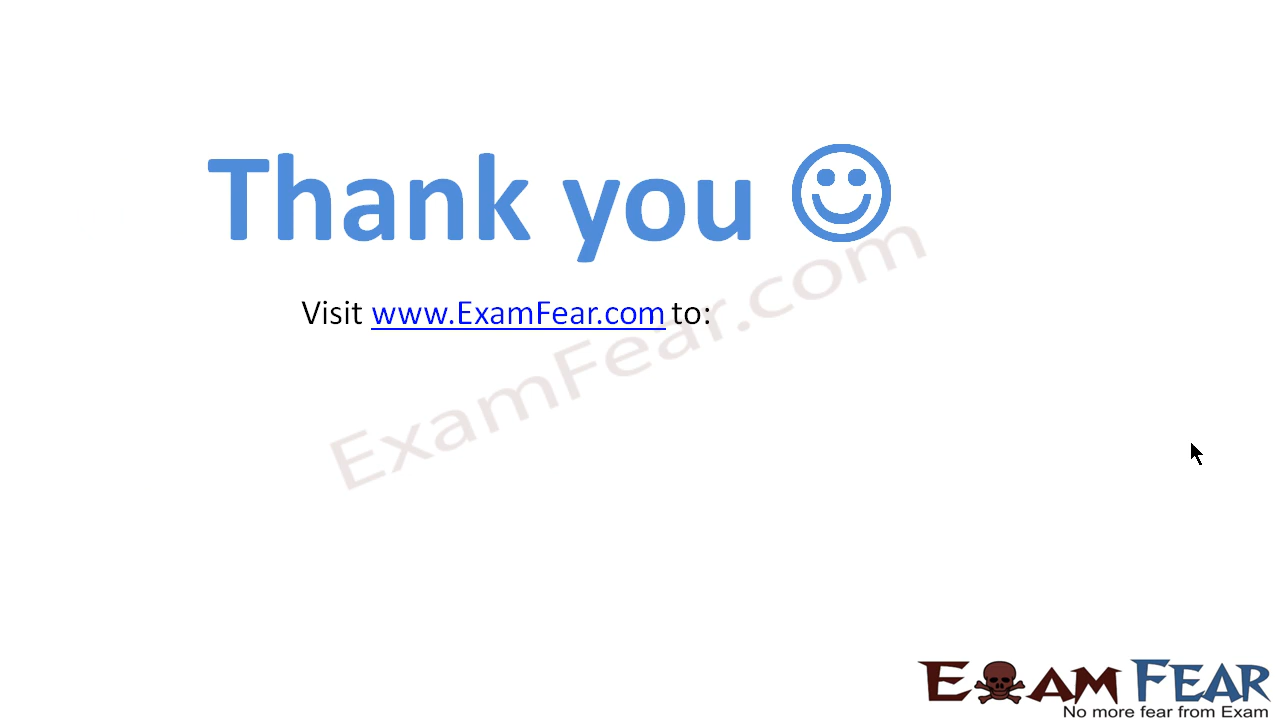 Thank you ☺
Visit www.ExamFear.com to:
ExamFear.com
EXAM FEAR
No more fear from Exam